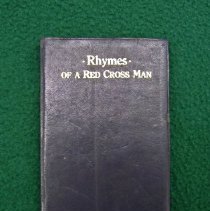 ·Rhymes·
OF A RED CROSS MAN